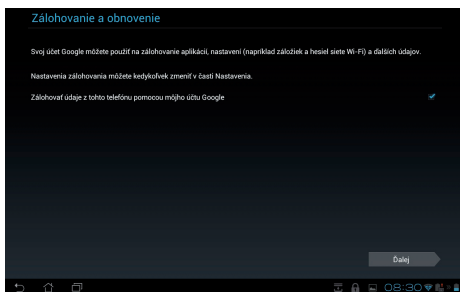 Zálohovanie a obnovenie
Svoj účet Google môžete použiť na zálohovanie aplikácií, nastavení (napríklad záložiek a hesiel siete Wi-Fi) a ďalších údajov.
Nastavenia zálohovania môžete kedykoľvek zmeniť v časti Nastavenia.
Zálohovať údaje z tohto telefónu pomocou môjho účtu Google
Ďalej
08:30